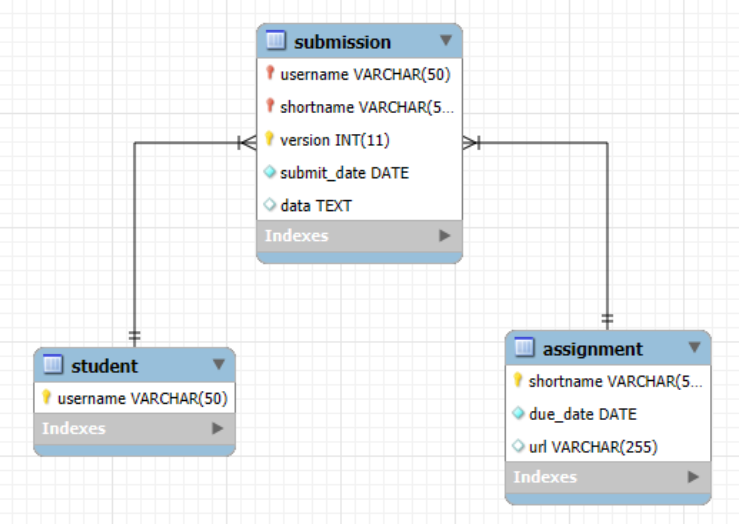 submission
username VARCHAR(50)
shortname VARCHAR(5...
version INT(11)
submit_date DATE
data TEXT
Indexes
student
username VARCHAR(50)
Indexes
assignment
shortname VARCHAR(5...
due_date DATE
url VARCHAR(255)
Indexes